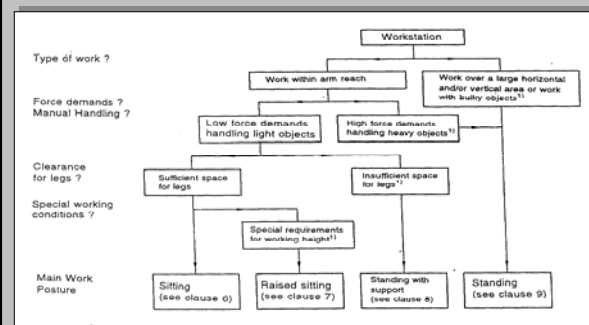 Workstation
Type of work ?
Work within arm reach
Work over a large horizontal
and/or vertical area or work
with bulky objects¹⁾
Force demands ?
Manual Handling ?
Low force demands
handling light objects
High force demands
handling heavy objects¹⁾
Clearance
for legs ?
Sufficient space
for legs
Insufficient space
for legs¹⁾
Special working
conditions ?
Special requirements
for working height¹⁾
Main Work
Posture
Sitting
(see clause 6)
Raised sitting
(see clause 7)
Standing with
support
(see clause 8)
Standing
(see clause 9)